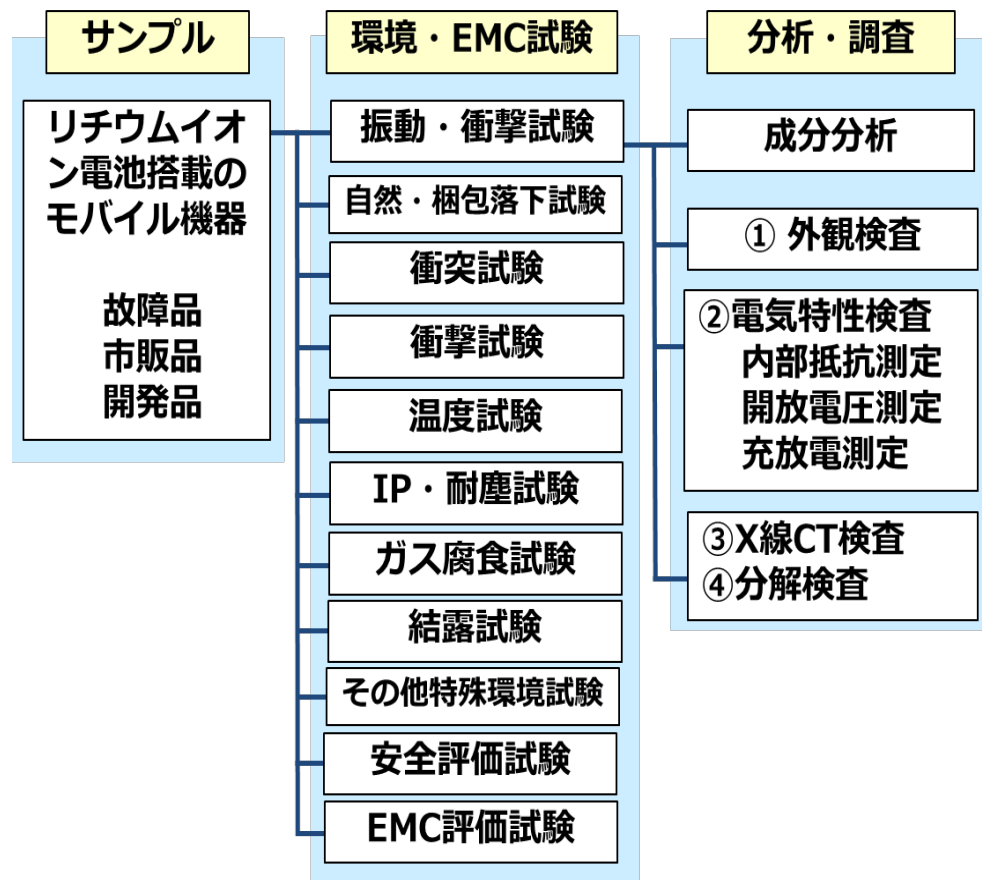 サンプル
リチウムイオ
ン電池搭載の
モバイル機器
故障品
市販品
開発品
環境・EMC試験
振動・衝撃試験
自然・梱包落下試験
衝突試験
衝撃試験
温度試験
IP・耐塵試験
ガス腐食試験
結露試験
その他特殊環境試験
安全評価試験
EMC評価試験
分析・調査
成分分析
① 外観検査
②電気特性検査
内部抵抗測定
開放電圧測定
充放電測定
③X線CT検査
④分解検査